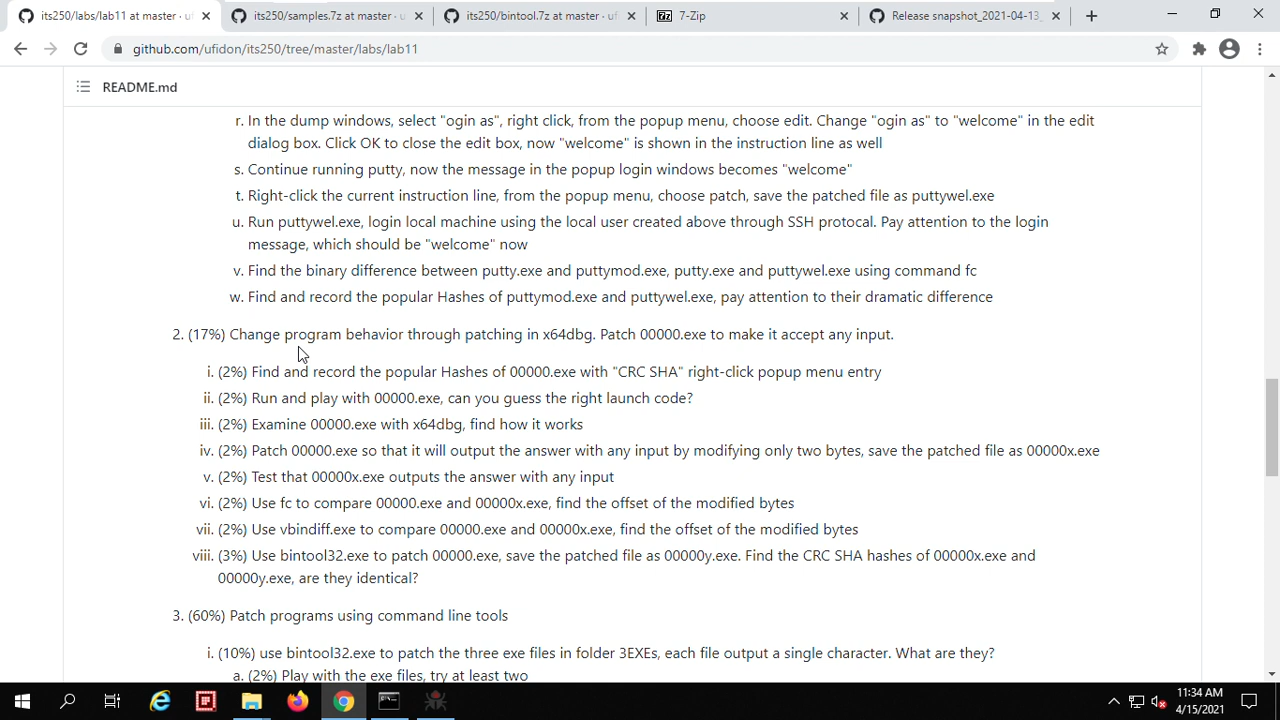 its250/labs/lab11 at master · u
its250/samples.7z at master · u
its250/bintool.7z at master · uf
7z
7-Zip
Release snapshot_2021-04-13_
github.com/ufidon/its250/tree/master/labs/lab11
README.md
r. In the dump windows, select "ogin as", right click, from the popup menu, choose edit. Change "ogin as" to "welcome" in the edit
dialog box. Click OK to close the edit box, now "welcome" is shown in the instruction line as well
s. Continue running putty, now the message in the popup login windows becomes "welcome"
t. Right-click the current instruction line, from the popup menu, choose patch, save the patched file as puttywel.exe
u. Run puttywel.exe, login local machine using the local user created above through SSH protocal. Pay attention to the login
message, which should be "welcome" now
v. Find the binary difference between putty.exe and puttymod.exe, putty.exe and puttywel.exe using command fc
w. Find and record the popular Hashes of puttymod.exe and puttywel.exe, pay attention to their dramatic difference
2. (17%) Change program behavior through patching in x64dbg. Patch 00000.exe to make it accept any input.
i. (2%) Find and record the popular Hashes of 00000.exe with "CRC SHA" right-click popup menu entry
ii. (2%) Run and play with 00000.exe, can you guess the right launch code?
iii. (2%) Examine 00000.exe with x64dbg, find how it works
iv. (2%) Patch 00000.exe so that it will output the answer with any input by modifying only two bytes, save the patched file as 00000x.exe
v. (2%) Test that 00000x.exe outputs the answer with any input
vi. (2%) Use fc to compare 00000.exe and 00000x.exe, find the offset of the modified bytes
vii. (2%) Use vbindiff.exe to compare 00000.exe and 00000x.exe, find the offset of the modified bytes
viii. (3%) Use bintool32.exe to patch 00000.exe, save the patched file as 00000y.exe. Find the CRC SHA hashes of 00000x.exe and
00000y.exe, are they identical?
3. (60%) Patch programs using command line tools
i. (10%) use bintool32.exe to patch the three exe files in folder 3EXEs, each file output a single character. What are they?
a. (2%) Play with the exe files, try at least two
11:34 AM
4/15/2021